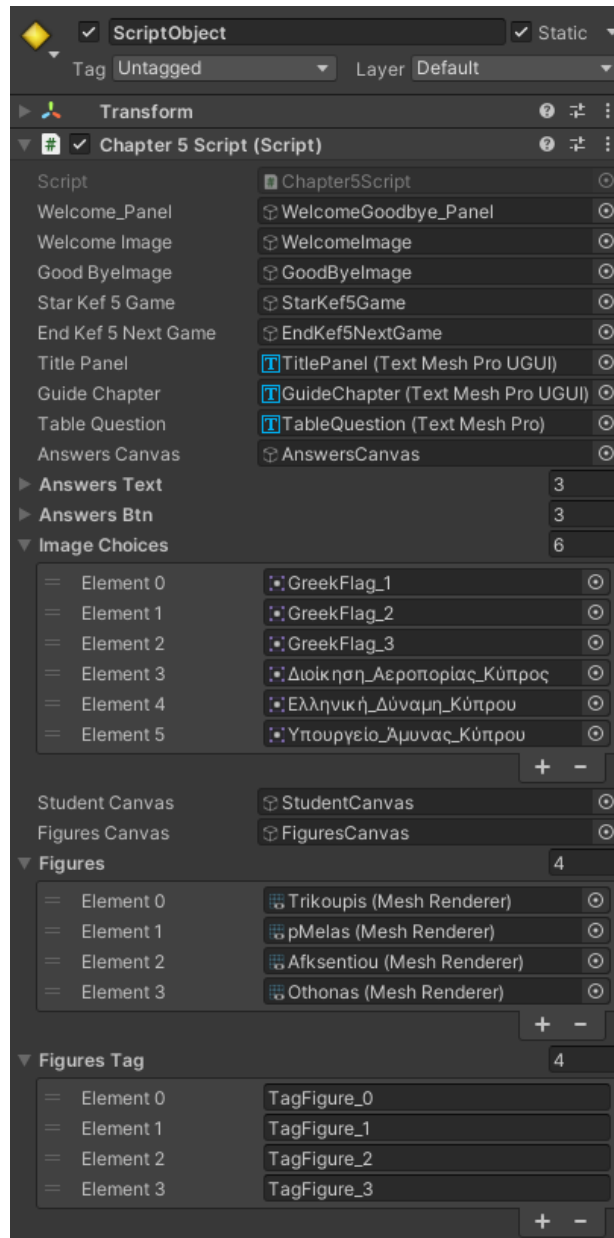 ScriptObject Static
Tag Untagged Layer Default
Transform
# Chapter 5 Script (Script)
Script Chapter5Script
Welcome_Panel WelcomeGoodbye_Panel
Welcome Image WelcomeImage
Good ByeImage GoodByeImage
Star Kef 5 Game StarKef5Game
End Kef 5 Next Game EndKef5NextGame
Title Panel TitlePanel (Text Mesh Pro UGUI)
Guide Chapter GuideChapter (Text Mesh Pro UGUI)
Table Question TableQuestion (Text Mesh Pro)
Answers Canvas AnswersCanvas
Answers Text 3
Answers Btn 3
Image Choices 6
Element 0 GreekFlag_1
Element 1 GreekFlag_2
Element 2 GreekFlag_3
Element 3 Διοίκηση_Αεροπορίας_Κύπρος
Element 4 Ελληνική_Δύναμη_Κύπρου
Element 5 Υπουργείο_Άμυνας_Κύπρου
+ −
Student Canvas StudentCanvas
Figures Canvas FiguresCanvas
Figures 4
Element 0 Trikoupis (Mesh Renderer)
Element 1 pMelas (Mesh Renderer)
Element 2 Afksentiou (Mesh Renderer)
Element 3 Othonas (Mesh Renderer)
+ −
Figures Tag 4
Element 0 TagFigure_0
Element 1 TagFigure_1
Element 2 TagFigure_2
Element 3 TagFigure_3
+ −